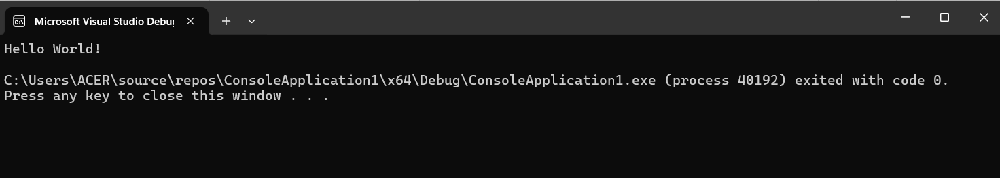 Microsoft Visual Studio Debu
Hello World!
C:\Users\ACER\source\repos\ConsoleApplication1\x64\Debug\ConsoleApplication1.exe (process 40192) exited with code 0.
Press any key to close this window . . .